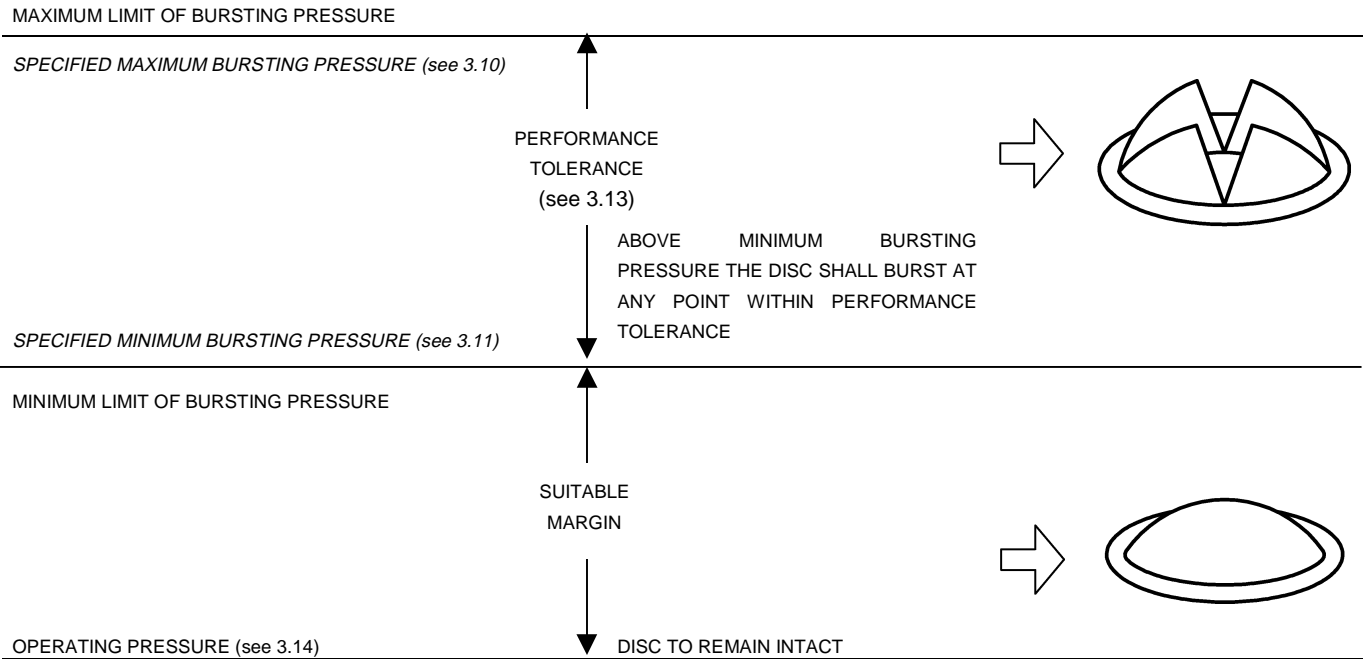 MAXIMUM LIMIT OF BURSTING PRESSURE
SPECIFIED MAXIMUM BURSTING PRESSURE (see 3.10)
PERFORMANCE
TOLERANCE
(see 3.13)
ABOVE MINIMUM BURSTING
PRESSURE THE DISC SHALL BURST AT
ANY POINT WITHIN PERFORMANCE
TOLERANCE
SPECIFIED MINIMUM BURSTING PRESSURE (see 3.11)
MINIMUM LIMIT OF BURSTING PRESSURE
SUITABLE
MARGIN
OPERATING PRESSURE (see 3.14)
DISC TO REMAIN INTACT